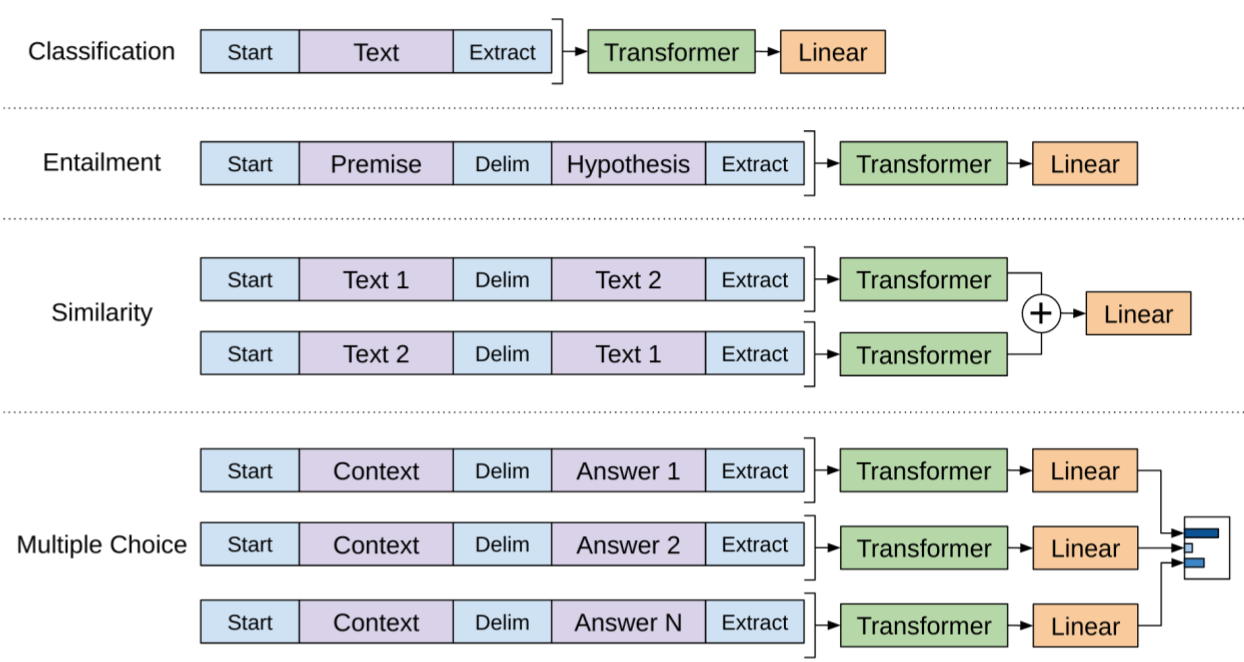 Classification Start Text Extract Transformer Linear
Entailment Start Premise Delim Hypothesis Extract Transformer Linear
Similarity
Start Text 1 Delim Text 2 Extract Transformer
+ Linear
Start Text 2 Delim Text 1 Extract Transformer
Multiple Choice
Start Context Delim Answer 1 Extract Transformer Linear
Start Context Delim Answer 2 Extract Transformer Linear
Start Context Delim Answer N Extract Transformer Linear